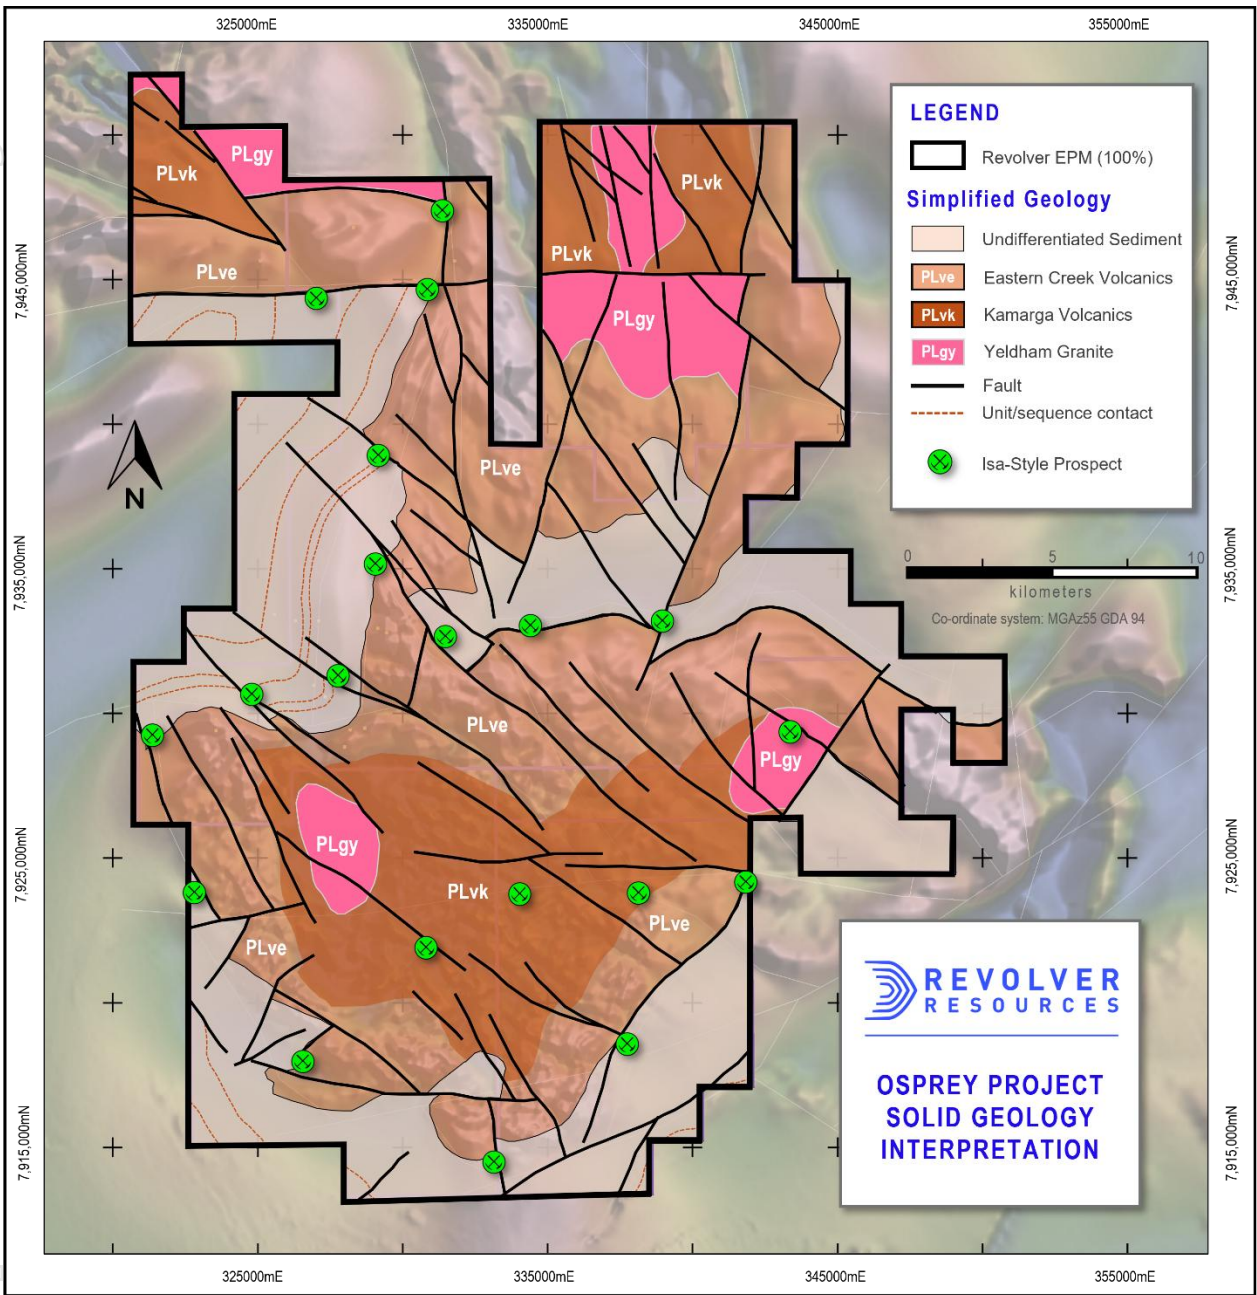 325000mE
335000mE
345000mE
355000mE
LEGEND
Revolver EPM (100%)
Simplified Geology
Undifferentiated Sediment
PLve Eastern Creek Volcanics
PLvk Kamarga Volcanics
PLgy Yeldham Granite
Fault
Unit/sequence contact
Isa-Style Prospect
0 5 10
kilometers
Co-ordinate system: MGAz55 GDA 94
PLgy
PLvk
PLvk
PLvk
PLve
PLgy
PLve
N
PLve
PLgy
PLgy
PLvk
PLve
PLve
7,945,000mN
7,935,000mN
7,925,000mN
7,915,000mN
7,945,000mN
7,935,000mN
7,925,000mN
7,915,000mN
REVOLVER
RESOURCES
OSPREY PROJECT
SOLID GEOLOGY
INTERPRETATION
325000mE
335000mE
345000mE
355000mE